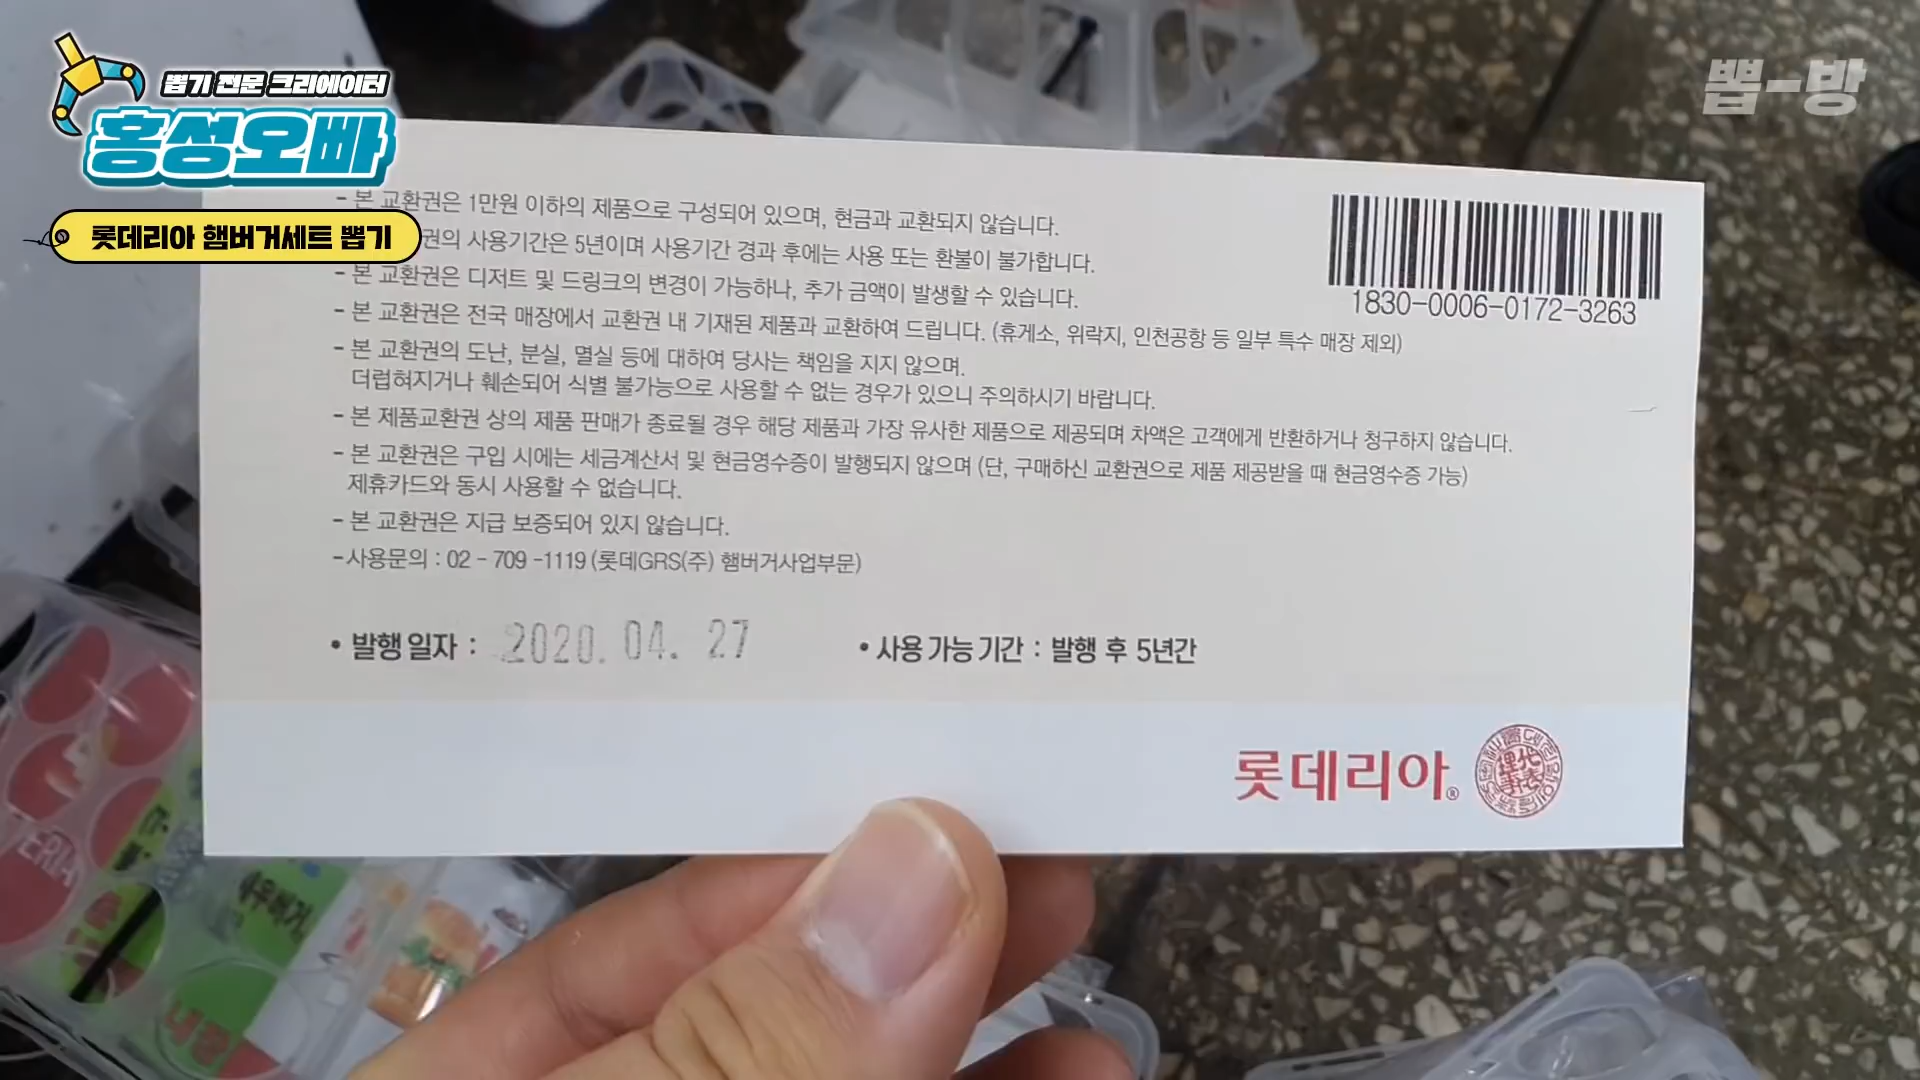 뽑기 전문 크리에이터
홍성오빠
롯데리아 햄버거세트 뽑기
뽑-방
- 본 교환권은 1만원 이하의 제품으로 구성되어 있으며, 현금과 교환되지 않습니다.
권의 사용기간은 5년이며 사용기간 경과 후에는 사용 또는 환불이 불가합니다.
- 본 교환권은 디저트 및 드링크의 변경이 가능하나, 추가 금액이 발생할 수 있습니다.
- 본 교환권은 전국 매장에서 교환권 내 기재된 제품과 교환하여 드립니다. (휴게소, 위락지, 인천공항 등 일부 특수 매장 제외)
- 본 교환권의 도난, 분실, 멸실 등에 대하여 당사는 책임을 지지 않으며.
더럽혀지거나 훼손되어 식별 불가능으로 사용할 수 없는 경우가 있으니 주의하시기 바랍니다.
- 본 제품교환권 상의 제품 판매가 종료될 경우 해당 제품과 가장 유사한 제품으로 제공되며 차액은 고객에게 반환하거나 청구하지 않습니다.
- 본 교환권은 구입 시에는 세금계산서 및 현금영수증이 발행되지 않으며 (단, 구매하신 교환권으로 제품 제공받을 때 현금영수증 가능)
제휴카드와 동시 사용할 수 없습니다.
- 본 교환권은 지급 보증되어 있지 않습니다.
- 사용문의 : 02 - 709 -1119 (롯데GRS(주) 햄버거사업부문)
1830-0006-0172-3263
• 발행 일자 : 2020. 04. 27
• 사용 가능 기간 : 발행 후 5년간
롯데리아®
ERIA
새우버거